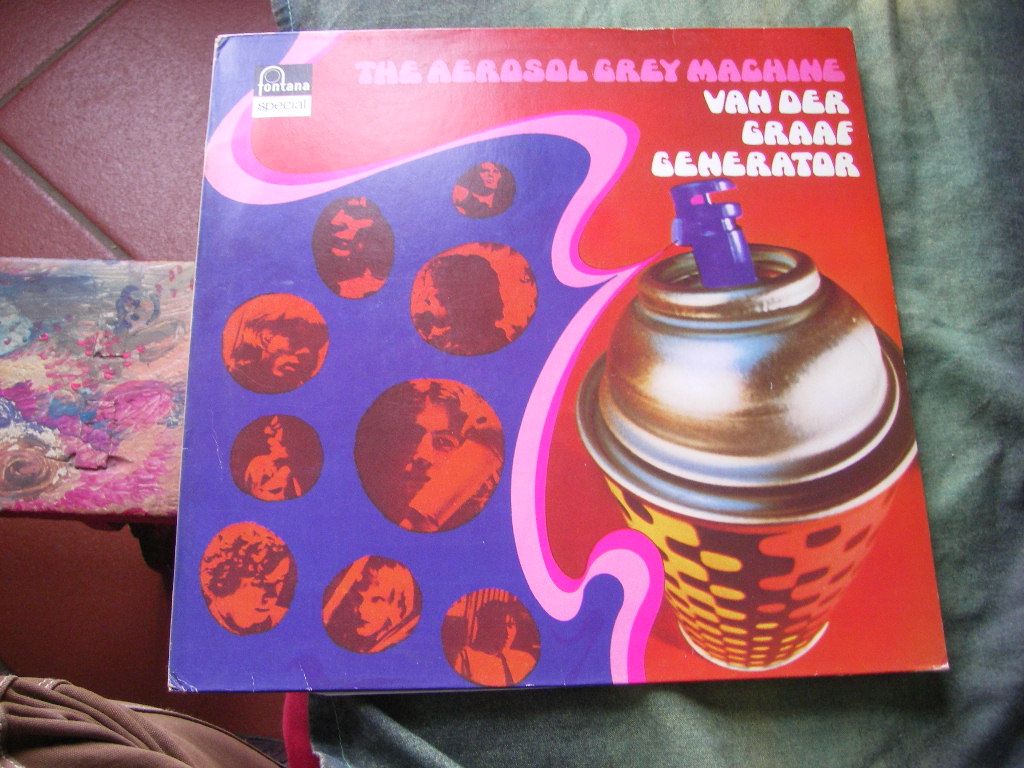 fontana
special
THE AEROSOL GREY MACHINE
VAN DER
GRAAF
GENERATOR